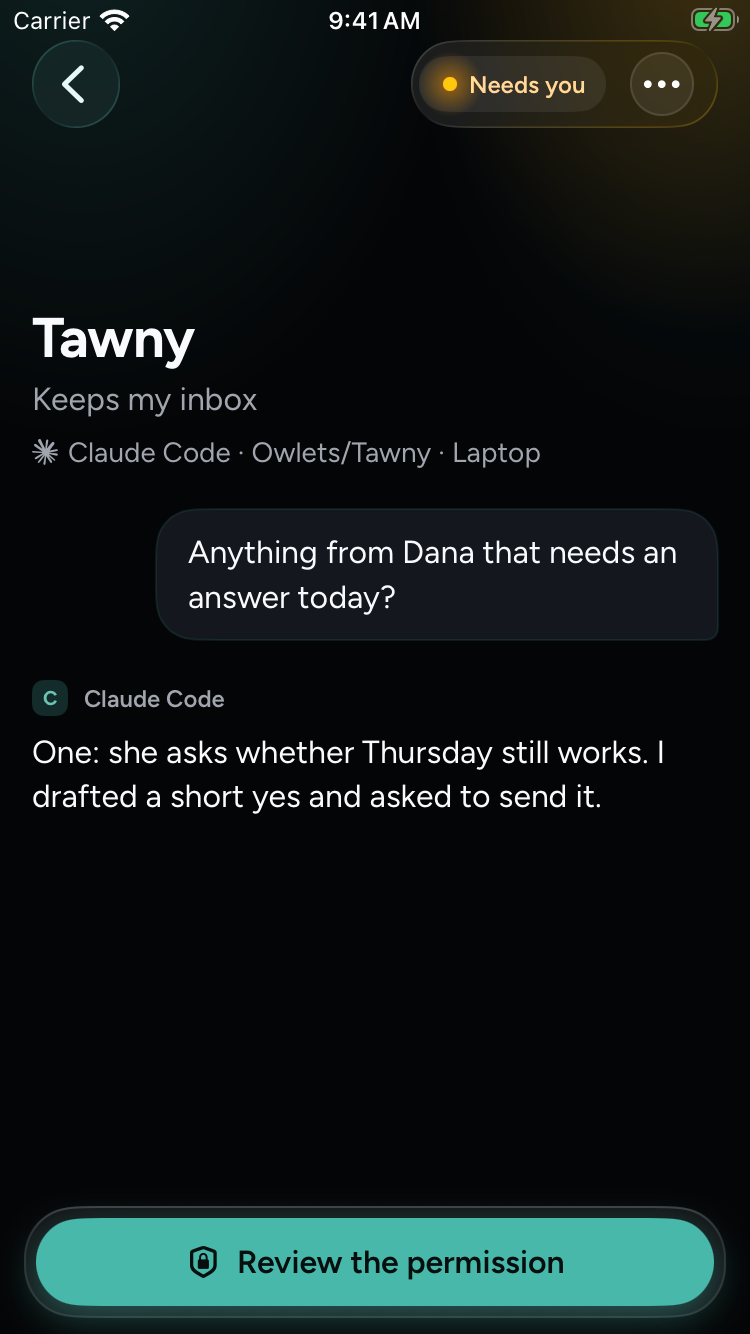 Carrier 9:41 AM
Needs you
Tawny
Keeps my inbox
Claude Code · Owlets/Tawny · Laptop
Anything from Dana that needs an
answer today?
C Claude Code
One: she asks whether Thursday still works. I
drafted a short yes and asked to send it.
Review the permission